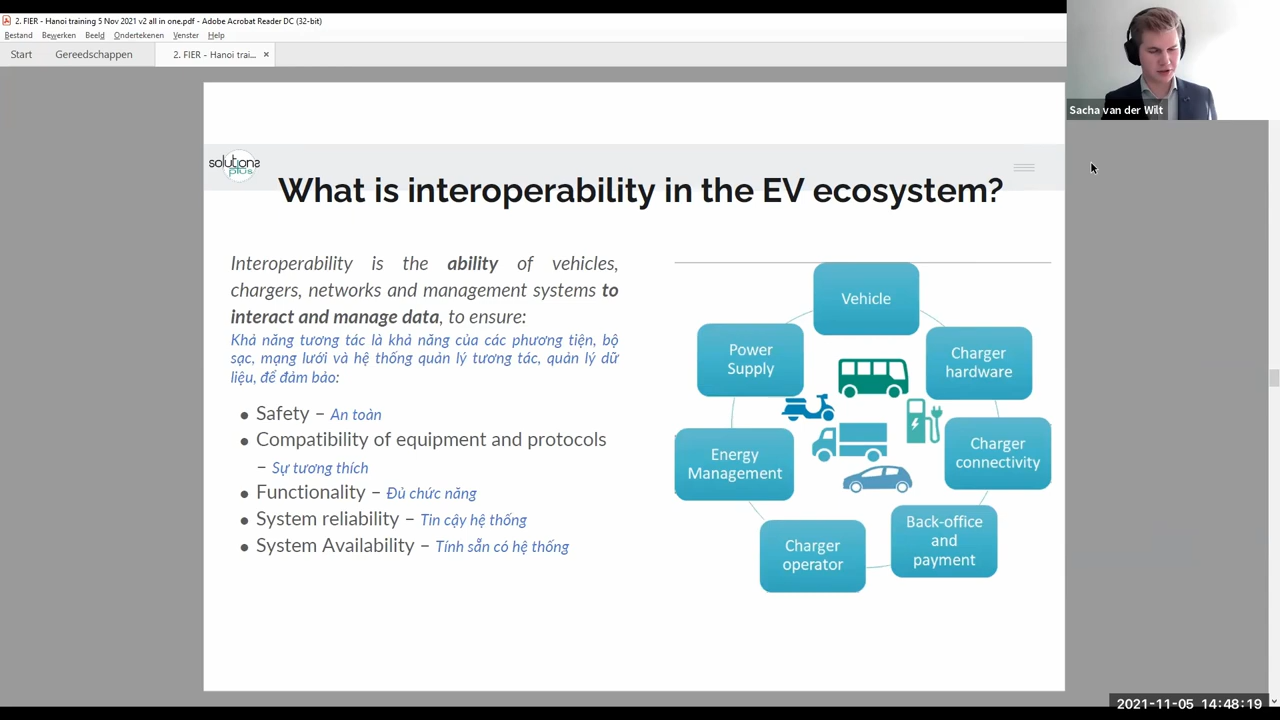 2. FIER - Hanoi training 5 Nov 2021 v2 all in one.pdf - Adobe Acrobat Reader DC (32-bit)
Bestand Bewerken Beeld Ondertekenen Venster Help
Start Gereedschappen 2. FIER - Hanoi trai... ×
Sacha van der Wilt
solutions
plus
What is interoperability in the EV ecosystem?
Interoperability is the ability of vehicles,
chargers, networks and management systems to
interact and manage data, to ensure:
Khả năng tương tác là khả năng của các phương tiện, bộ
sạc, mạng lưới và hệ thống quản lý tương tác, quản lý dữ
liệu, để đảm bảo:
● Safety – An toàn
● Compatibility of equipment and protocols
– Sự tương thích
● Functionality – Đủ chức năng
● System reliability – Tin cậy hệ thống
● System Availability – Tính sẵn có hệ thống
Vehicle
Charger
hardware
Charger
connectivity
Back-office
and
payment
Charger
operator
Energy
Management
Power
Supply
2021-11-05 14:48:19